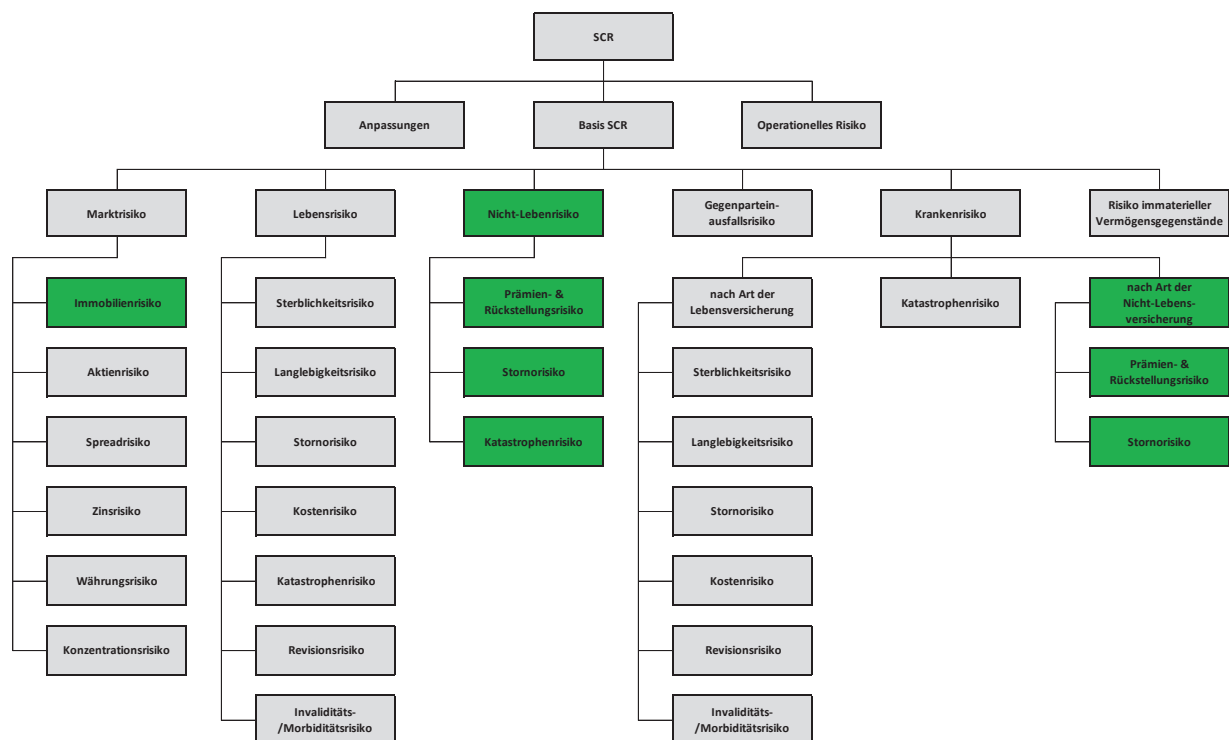 SCR
Anpassungen
Basis SCR
Operationelles Risiko
Marktrisiko
Lebensrisiko
Nicht-Lebenrisiko
Gegenpartein-
ausfallsrisiko
Krankenrisiko
Risiko immaterieller
Vermögensgegenstände
Immobilienrisiko
Aktienrisiko
Spreadrisiko
Zinsrisiko
Währungsrisiko
Konzentrationsrisiko
Sterblichkeitsrisiko
Langlebigkeitsrisiko
Stornorisiko
Kostenrisiko
Katastrophenrisiko
Revisionsrisiko
Invaliditäts-
/Morbiditätsrisiko
Prämien- &
Rückstellungsrisiko
Stornorisiko
Katastrophenrisiko
nach Art der
Lebensversicherung
Sterblichkeitsrisiko
Langlebigkeitsrisiko
Stornorisiko
Kostenrisiko
Revisionsrisiko
Invaliditäts-
/Morbiditätsrisiko
Katastrophenrisiko
nach Art der
Nicht-Lebens-
versicherung
Prämien- &
Rückstellungsrisiko
Stornorisiko